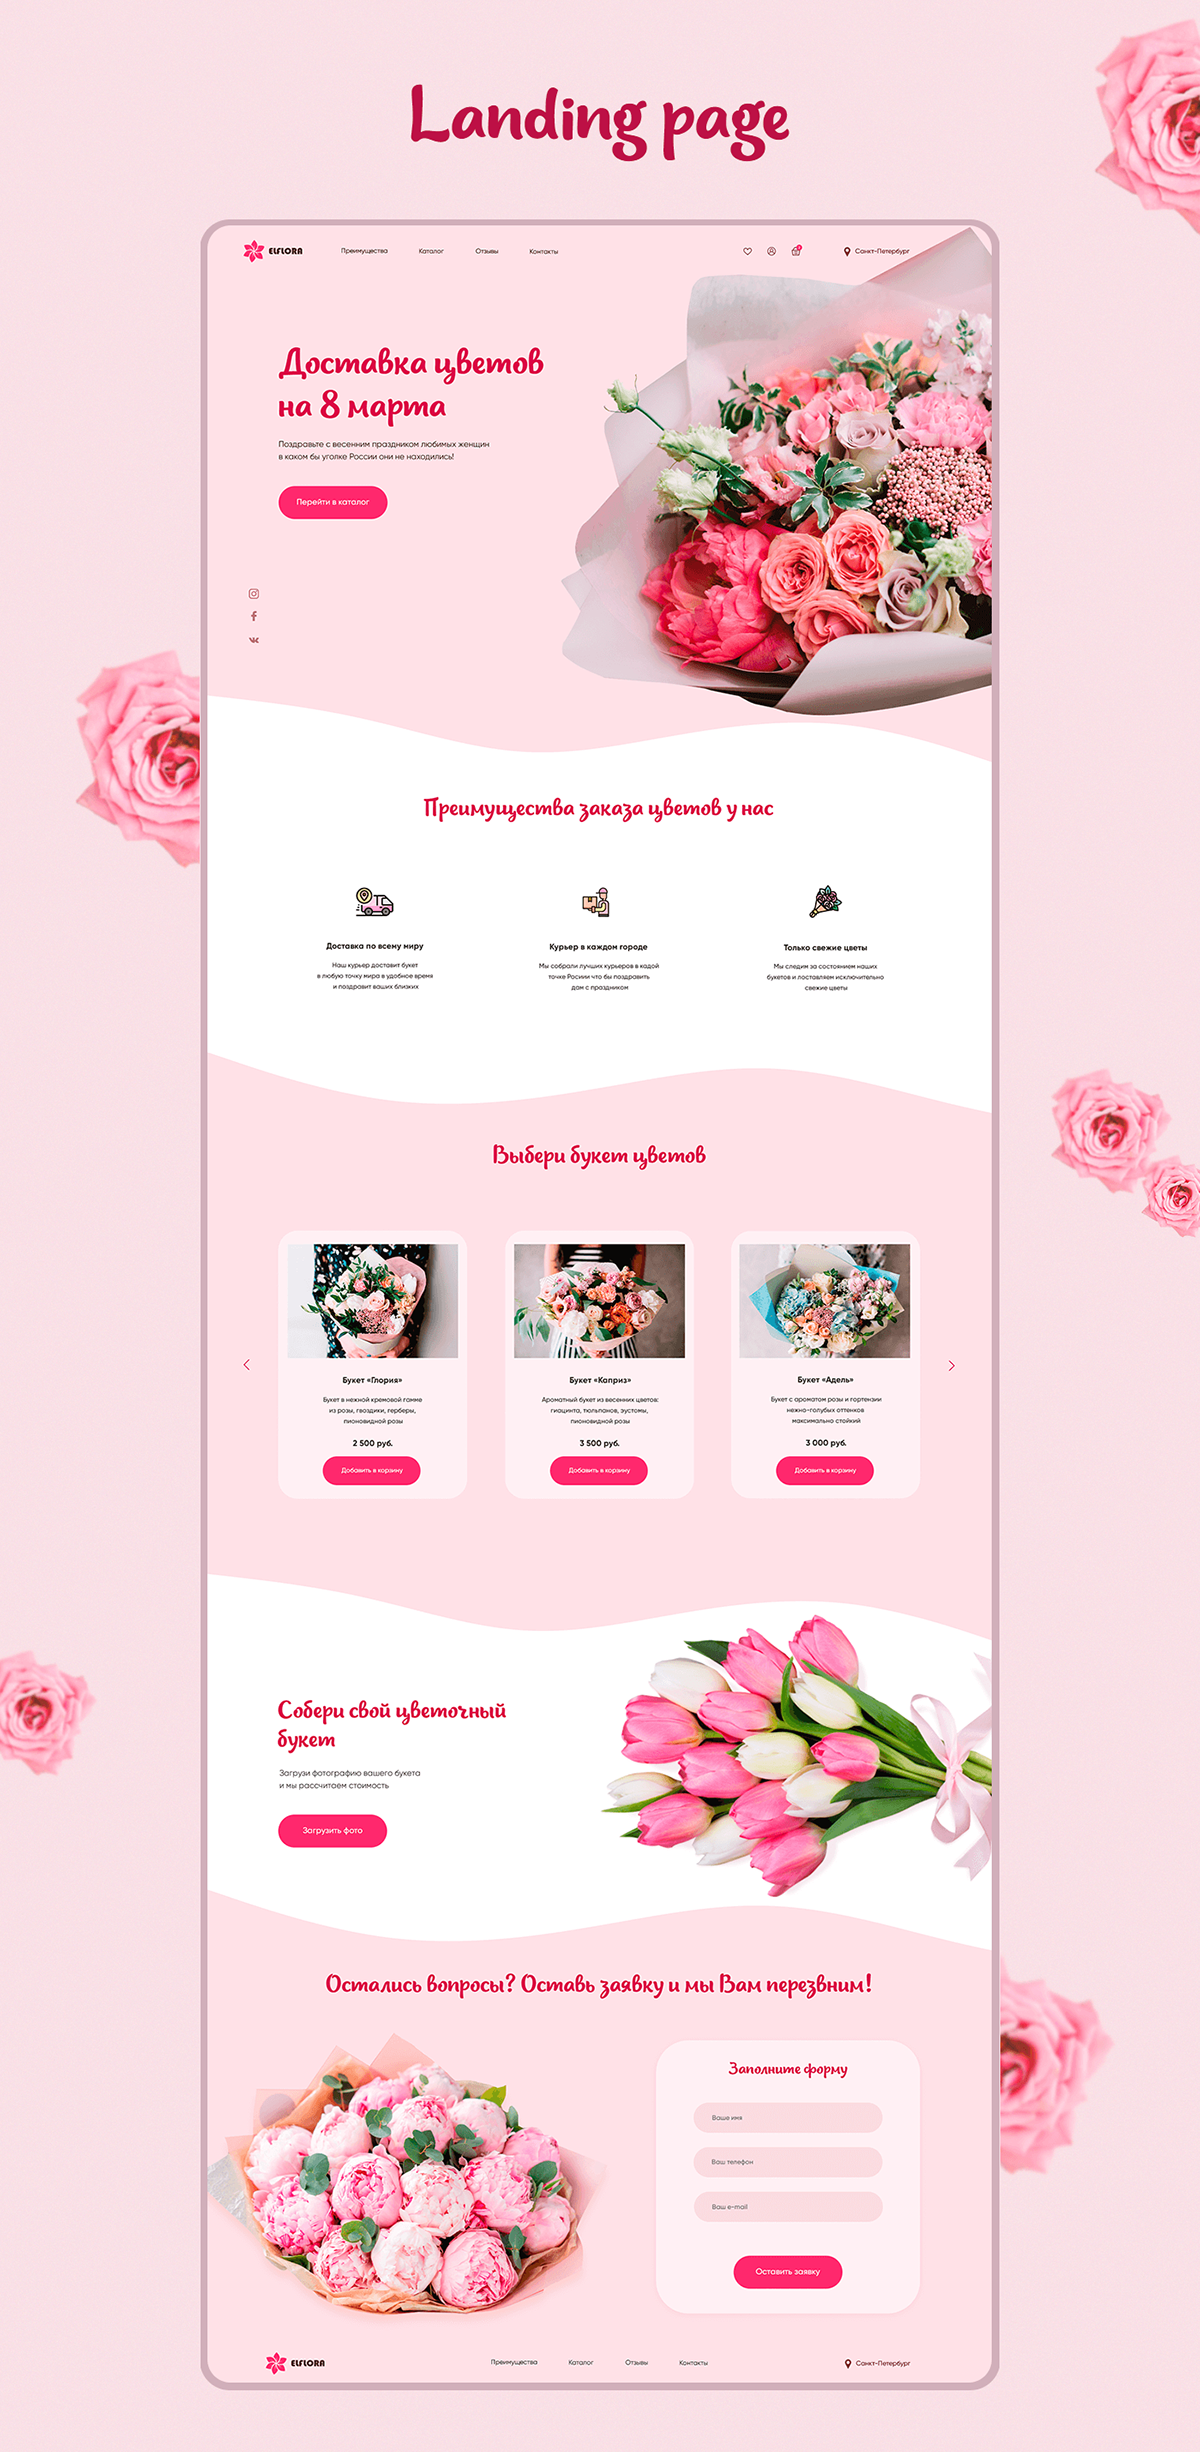 Landing page
ELFLORA
Преимущества
Каталог
Отзывы
Контакты
Санкт-Петербург
Доставка цветов
на 8 марта
Поздравьте с весенним праздником любимых женщин
в каком бы уголке России они не находились!
Перейти в каталог
Преимущества заказа цветов у нас
Доставка по всему миру
Наш курьер доставит букет
в любую точку мира в удобное время
и поздравит ваших близких
Курьер в каждом городе
Мы собрали лучших курьеров в кадой
точке Росиии что бы поздравить
дам с праздником
Только свежие цветы
Мы следим за состоянием наших
букетов и поставляем исключительно
свежие цветы
Выбери букет цветов
Букет «Глория»
Букет в нежной кремовой гамме
из розы, гвоздики, герберы,
пионовидной розы
2 500 руб.
Добавить в корзину
Букет «Каприз»
Ароматный букет из весенних цветов:
гиацинта, тюльпанов, эустомы,
пионовидной розы
3 500 руб.
Добавить в корзину
Букет «Адель»
Букет с ароматом розы и гортензии
нежно-голубых оттенков
максимально стойкий
3 000 руб.
Добавить в корзину
Собери свой цветочный
букет
Загрузи фотографию вашего букета
и мы рассчитаем стоимость
Загрузить фото
Остались вопросы? Оставь заявку и мы Вам перезвним!
Заполните форму
Ваше имя
Ваш телефон
Ваш e-mail
Оставить заявку
ELFLORA
Преимущества
Каталог
Отзывы
Контакты
Санкт-Петербург